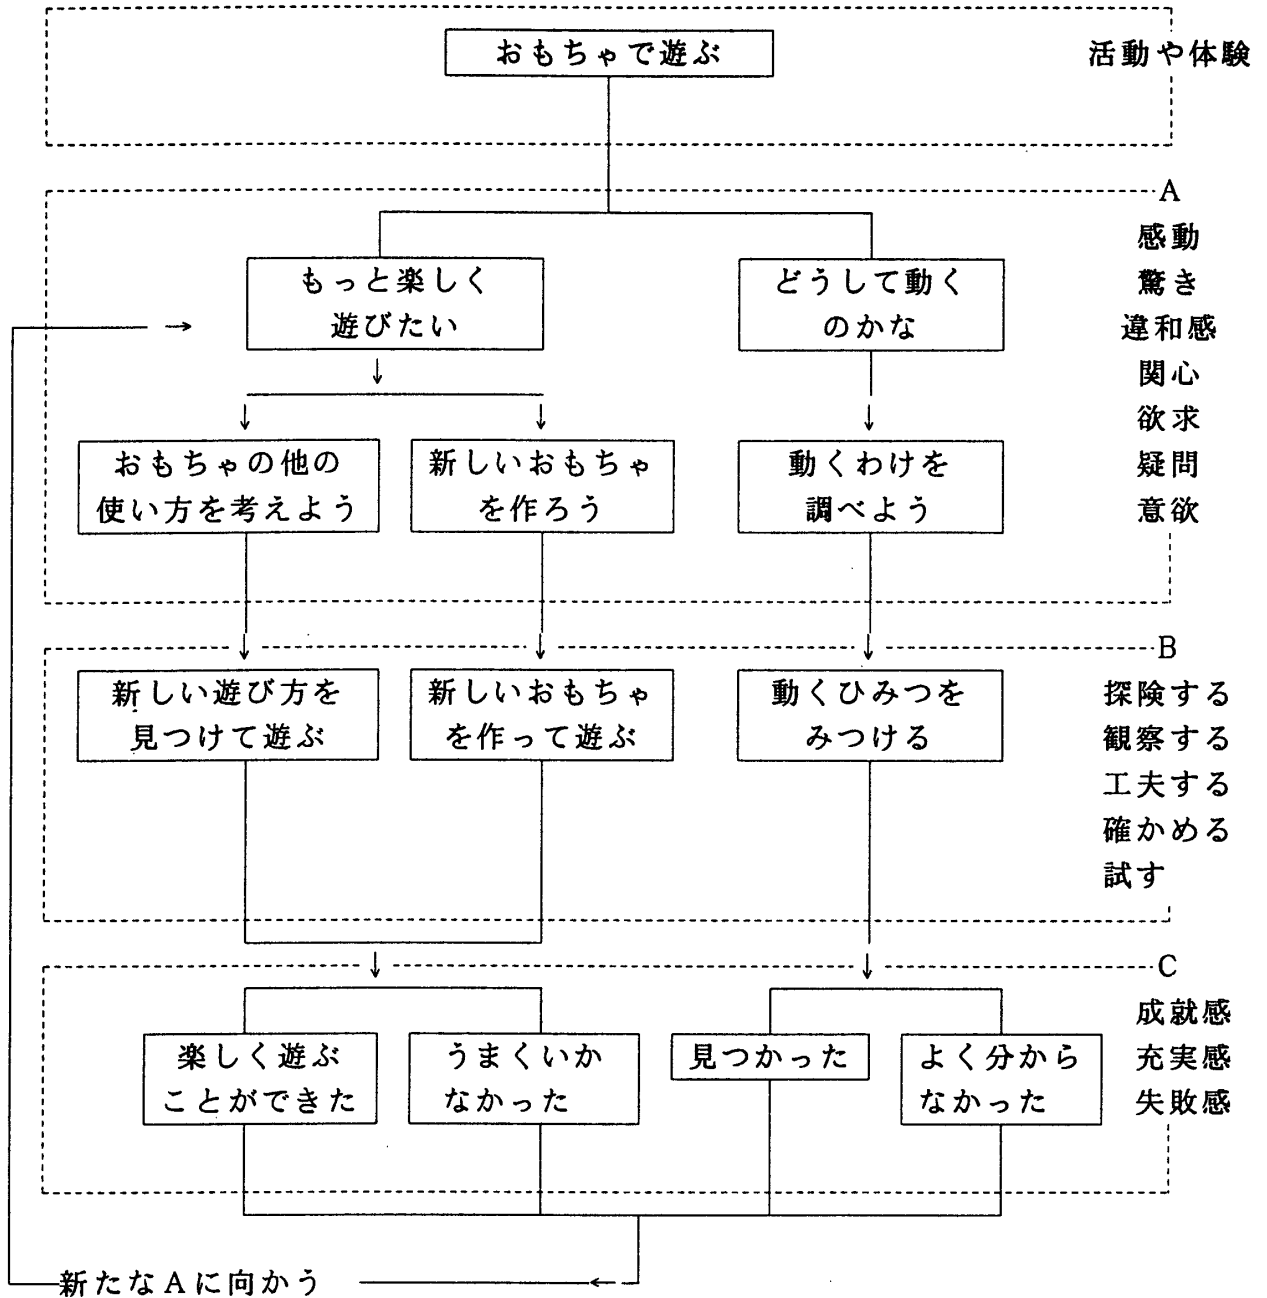 おもちゃで遊ぶ
活動や体験
A
感動
驚き
違和感
関心
欲求
疑問
意欲
もっと楽しく
遊びたい
どうして動く
のかな
おもちゃの他の
使い方を考えよう
新しいおもちゃ
を作ろう
動くわけを
調べよう
B
探険する
観察する
工夫する
確かめる
試す
新しい遊び方を
見つけて遊ぶ
新しいおもちゃ
を作って遊ぶ
動くひみつを
みつける
C
成就感
充実感
失敗感
楽しく遊ぶ
ことができた
うまくいか
なかった
見つかった
よく分から
なかった
新たなAに向かう